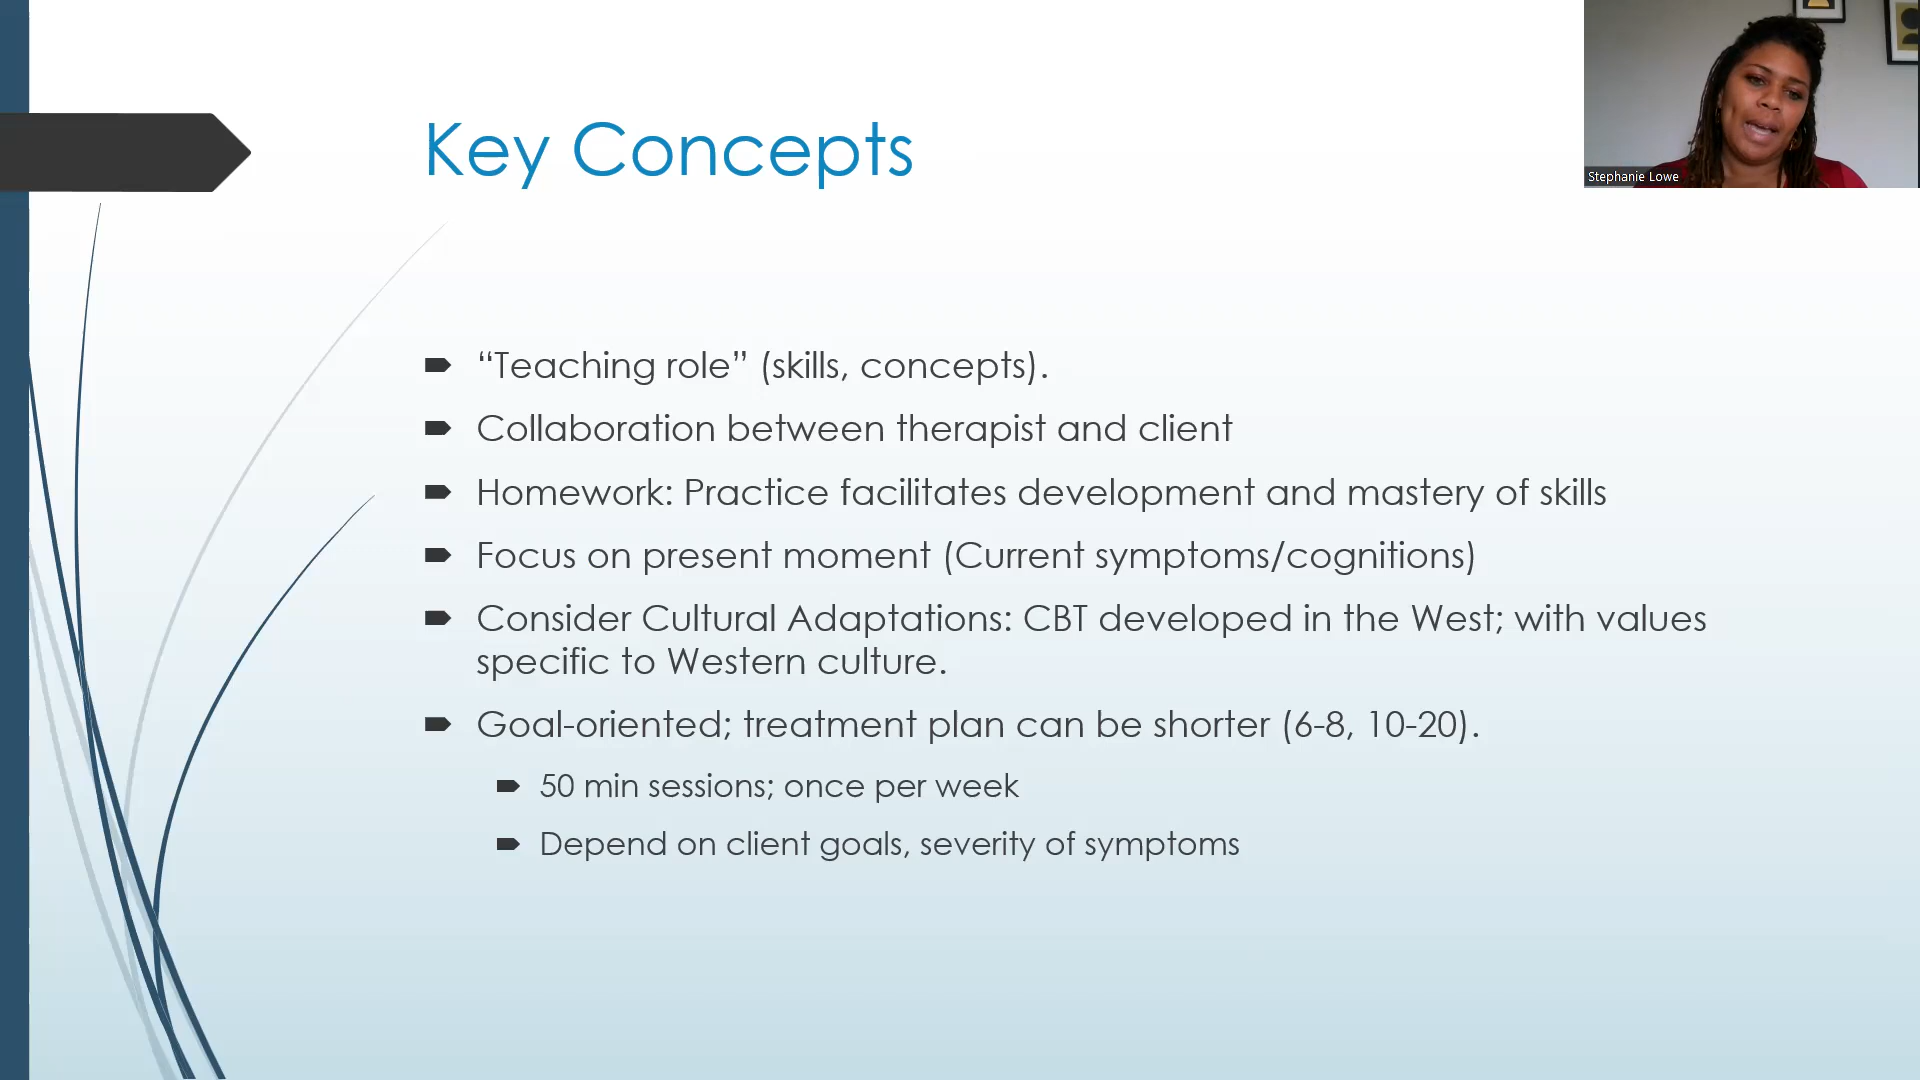 Stephanie Lowe
Key Concepts
“Teaching role” (skills, concepts).
Collaboration between therapist and client
Homework: Practice facilitates development and mastery of skills
Focus on present moment (Current symptoms/cognitions)
Consider Cultural Adaptations: CBT developed in the West; with values
specific to Western culture.
Goal-oriented; treatment plan can be shorter (6-8, 10-20).
50 min sessions; once per week
Depend on client goals, severity of symptoms